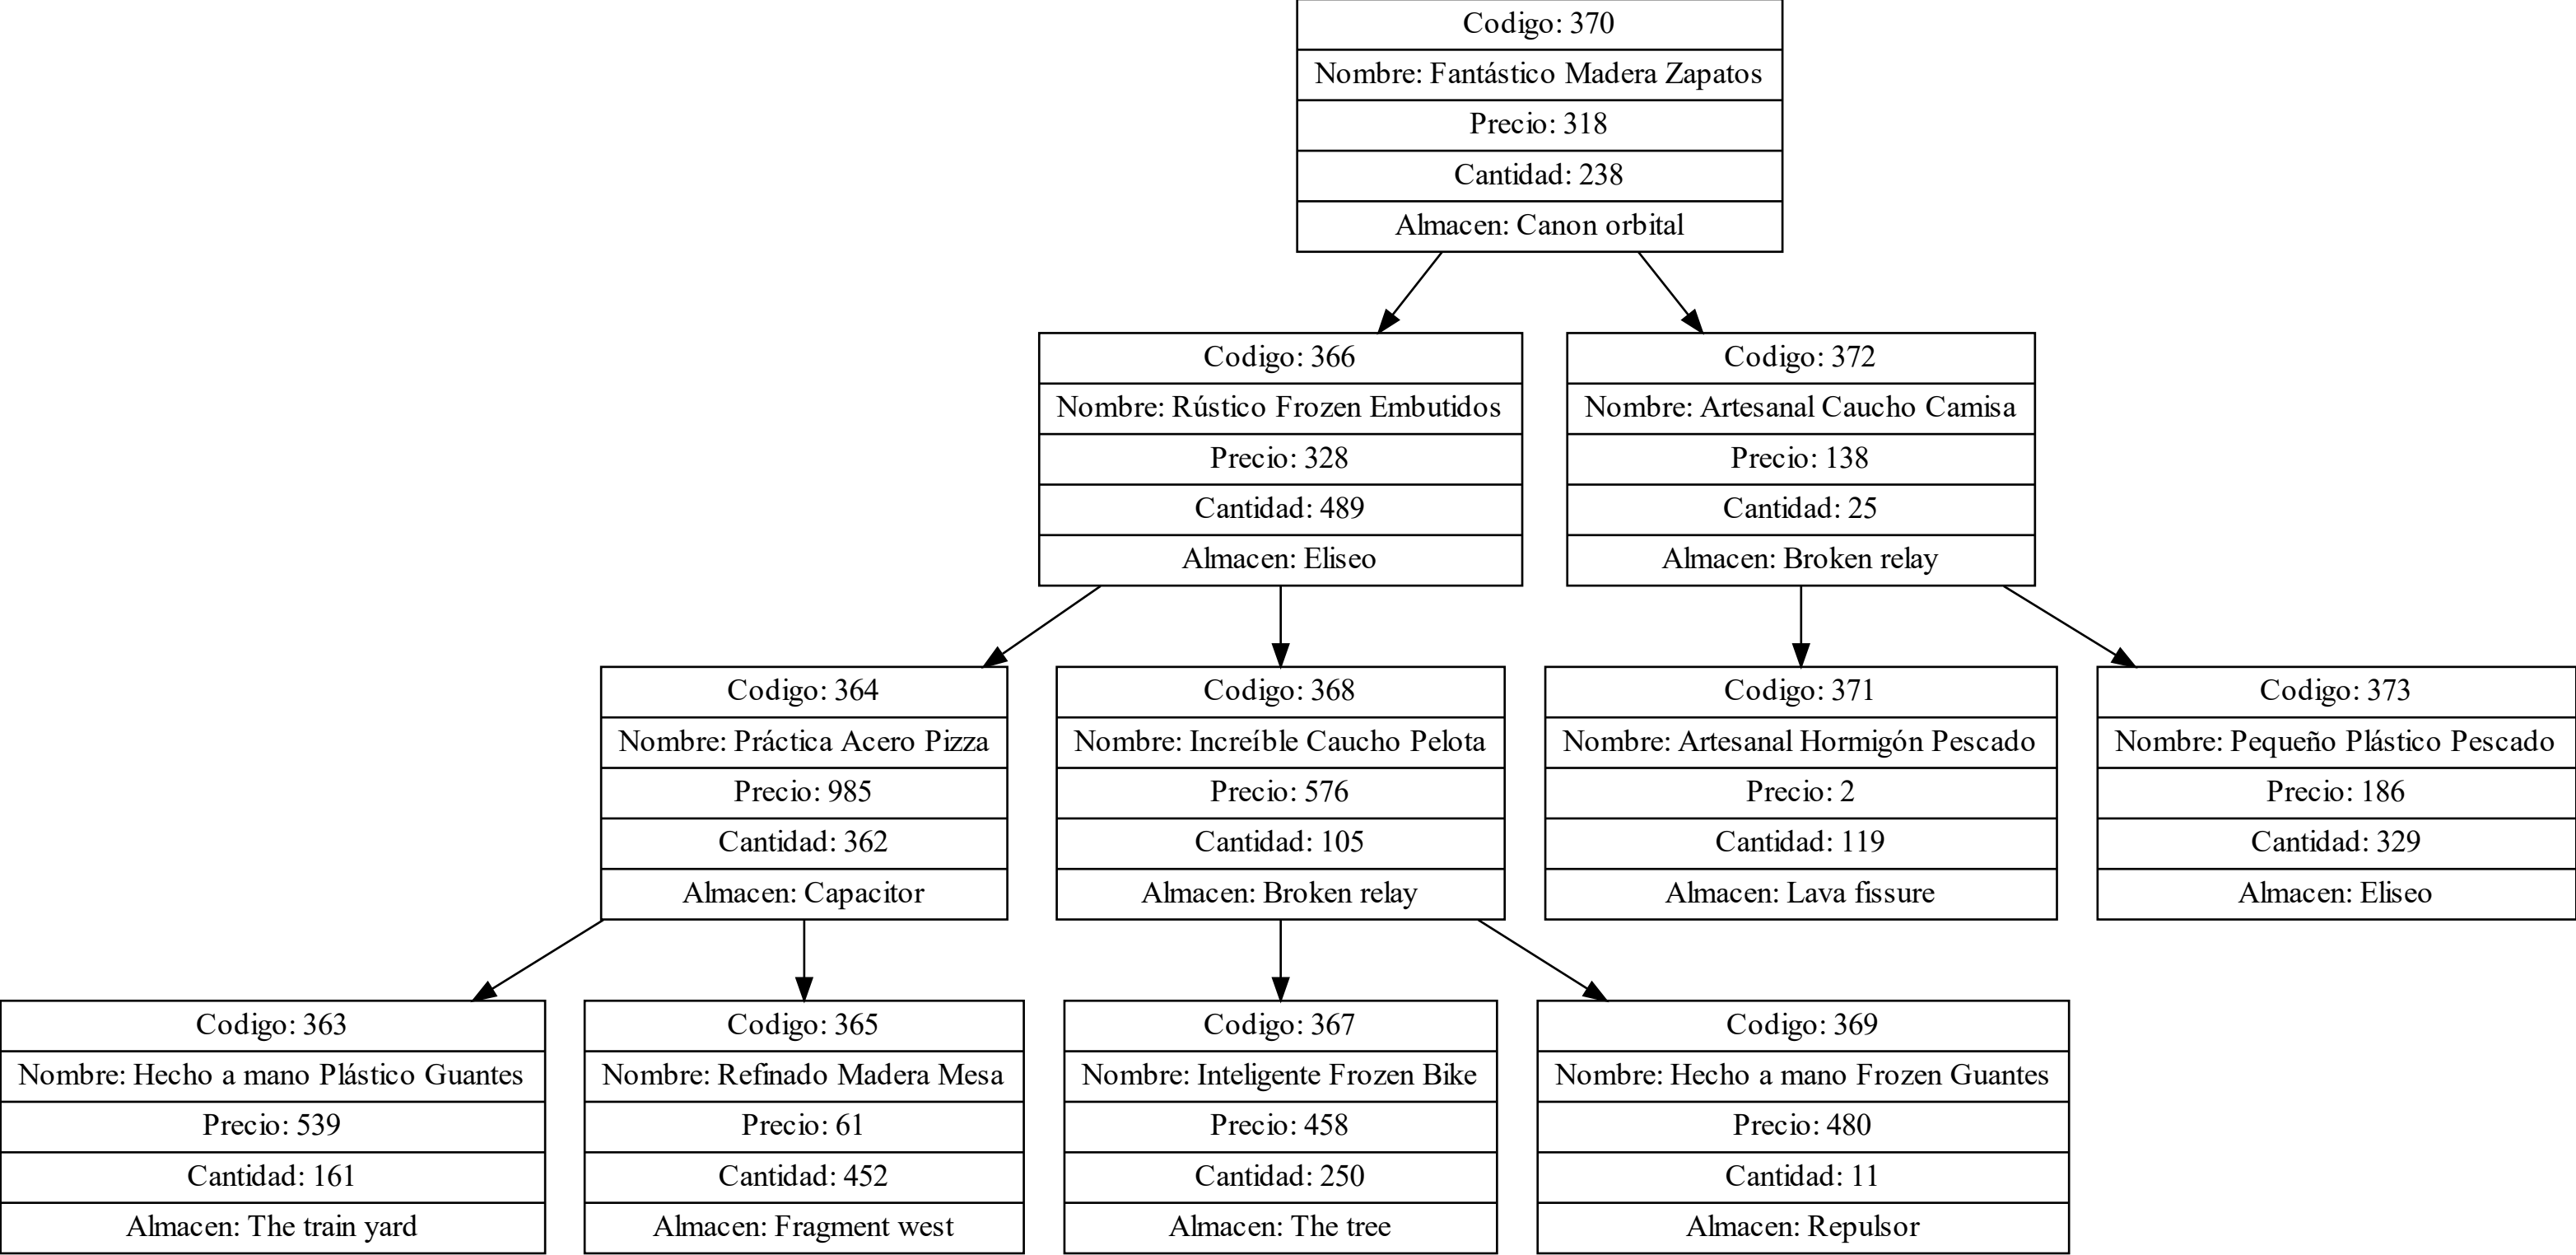 Codigo: 370
Nombre: Fantástico Madera Zapatos
Precio: 318
Cantidad: 238
Almacen: Canon orbital
Codigo: 366
Nombre: Rústico Frozen Embutidos
Precio: 328
Cantidad: 489
Almacen: Eliseo
Codigo: 372
Nombre: Artesanal Caucho Camisa
Precio: 138
Cantidad: 25
Almacen: Broken relay
Codigo: 364
Nombre: Práctica Acero Pizza
Precio: 985
Cantidad: 362
Almacen: Capacitor
Codigo: 368
Nombre: Increíble Caucho Pelota
Precio: 576
Cantidad: 105
Almacen: Broken relay
Codigo: 371
Nombre: Artesanal Hormigón Pescado
Precio: 2
Cantidad: 119
Almacen: Lava fissure
Codigo: 373
Nombre: Pequeño Plástico Pescado
Precio: 186
Cantidad: 329
Almacen: Eliseo
Codigo: 363
Nombre: Hecho a mano Plástico Guantes
Precio: 539
Cantidad: 161
Almacen: The train yard
Codigo: 365
Nombre: Refinado Madera Mesa
Precio: 61
Cantidad: 452
Almacen: Fragment west
Codigo: 367
Nombre: Inteligente Frozen Bike
Precio: 458
Cantidad: 250
Almacen: The tree
Codigo: 369
Nombre: Hecho a mano Frozen Guantes
Precio: 480
Cantidad: 11
Almacen: Repulsor